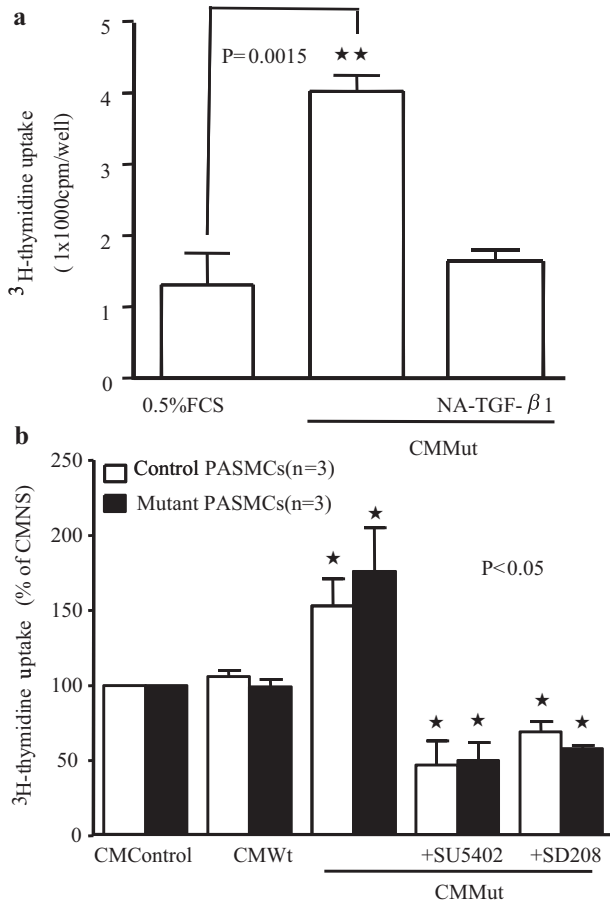 a
5
4
3
2
1
0
³H-thymidine uptake
( 1x1000cpm/well)
P=0.0015
★★
0.5%FCS
NA-TGF-β1
CMMut
b
250
200
150
100
50
0
³H-thymidine uptake (% of CMNS)
Control PASMCs(n=3)
Mutant PASMCs(n=3)
P<0.05
★
★
★
★
★
★
CMControl
CMWt
+SU5402
+SD208
CMMut